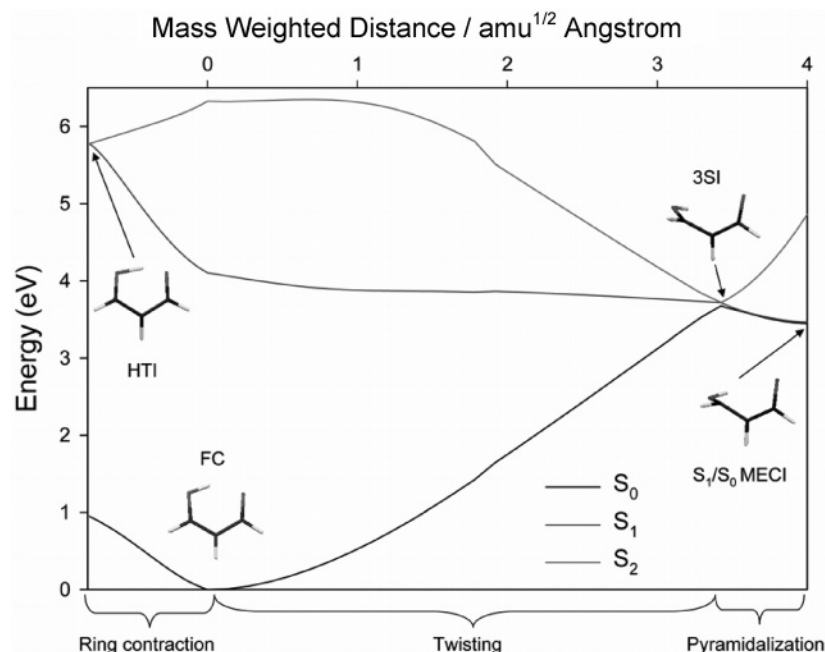 Mass Weighted Distance / amu^1/2 Angstrom
0 1 2 3 4
6
5
4
3
2
1
0
Energy (eV)
HTI
FC
3SI
S₁/S₀ MECI
S₀
S₁
S₂
Ring contraction Twisting Pyramidalization